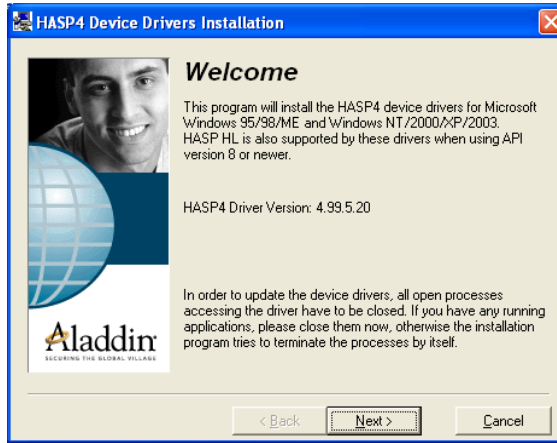 HASP4 Device Drivers Installation
Welcome
This program will install the HASP4 device drivers for Microsoft
Windows 95/98/ME and Windows NT/2000/XP/2003.
HASP HL is also supported by these drivers when using API
version 8 or newer.
HASP4 Driver Version: 4.99.5.20
In order to update the device drivers, all open processes
accessing the driver have to be closed. If you have any running
applications, please close them now, otherwise the installation
program tries to terminate the processes by itself.
Aladdin
SECURING THE GLOBAL VILLAGE
< Back
Next >
Cancel